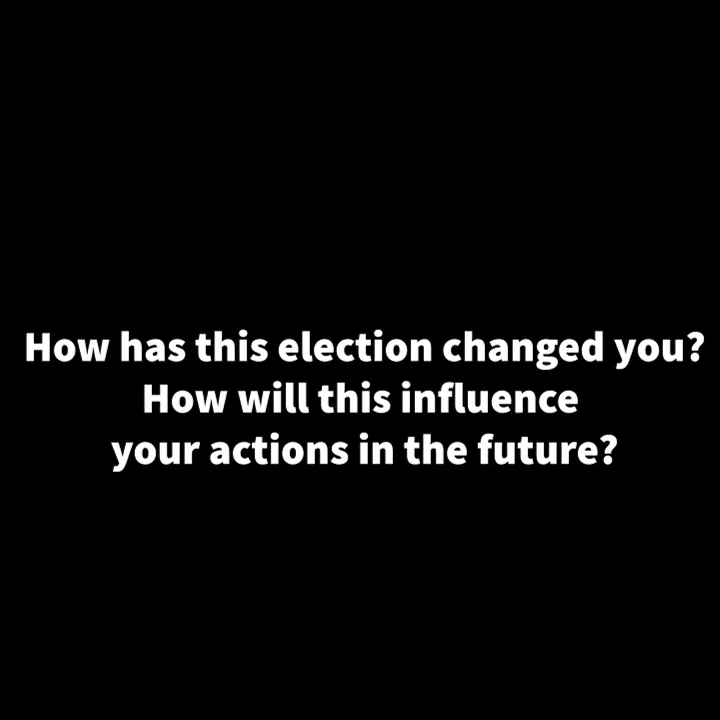 How has this election changed you?
How will this influence
your actions in the future?